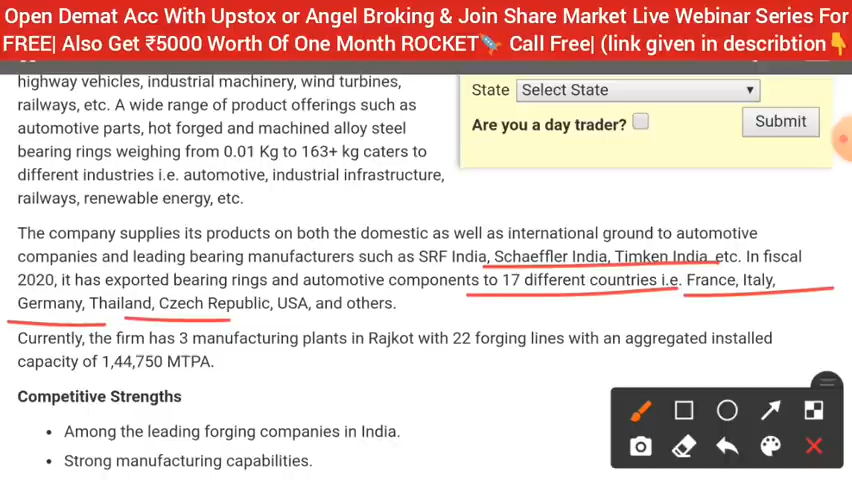 Open Demat Acc With Upstox or Angel Broking & Join Share Market Live Webinar Series For
FREE| Also Get ₹5000 Worth Of One Month ROCKET🚀 Call Free| (link given in describtion👇
highway vehicles, industrial machinery, wind turbines,
railways, etc. A wide range of product offerings such as
automotive parts, hot forged and machined alloy steel
bearing rings weighing from 0.01 Kg to 163+ kg caters to
different industries i.e. automotive, industrial infrastructure,
railways, renewable energy, etc.
State Select State
Are you a day trader? Submit
The company supplies its products on both the domestic as well as international ground to automotive
companies and leading bearing manufacturers such as SRF India, Schaeffler India, Timken India, etc. In fiscal
2020, it has exported bearing rings and automotive components to 17 different countries i.e. France, Italy,
Germany, Thailand, Czech Republic, USA, and others.
Currently, the firm has 3 manufacturing plants in Rajkot with 22 forging lines with an aggregated installed
capacity of 1,44,750 MTPA.
Competitive Strengths
• Among the leading forging companies in India.
• Strong manufacturing capabilities.